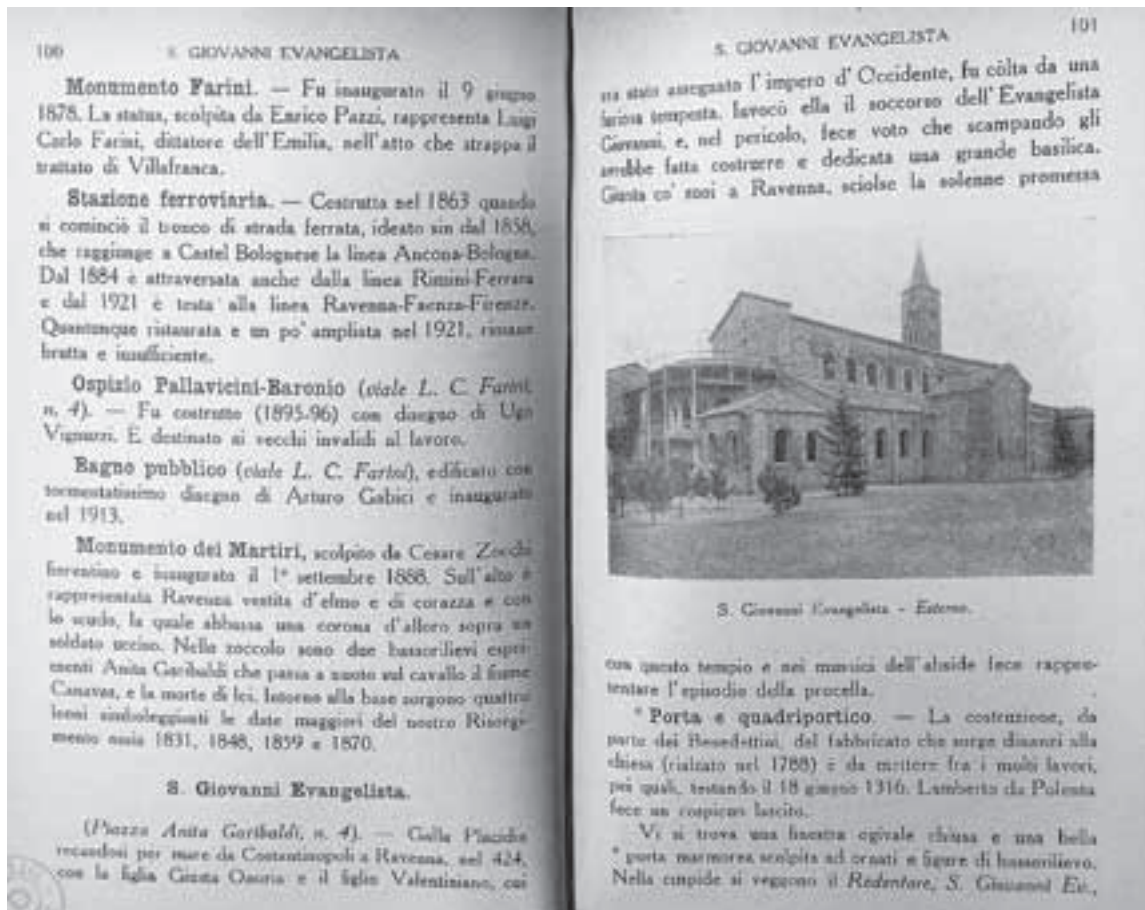 100 S. GIOVANNI EVANGELISTA
Monumento Farini. — Fu inaugurato il 9 giugno
1878. La statua, scolpita da Enrico Pazzi, rappresenta Luigi
Carlo Farini, dittatore dell'Emilia, nell'atto che strappa il
trattato di Villafranca.
Stazione ferroviaria. — Costrutta nel 1863 quando
si cominciò il tronco di strada ferrata, ideato sin dal 1858,
che raggiunge a Castel Bolognese la linea Ancona-Bologna.
Dal 1884 è attraversata anche dalla linea Rimini-Ferrara
e dal 1921 è testa alla linea Ravenna-Faenza-Firenze.
Quantunque ristaurata e un po' ampliata nel 1921, rimane
brutta e insufficiente.
Ospizio Pallavicini-Baronio (viale L. C. Farini,
n. 4). — Fu costrutto (1895-96) con disegno di Ugo
Vignuzzi. È destinato ai vecchi invalidi al lavoro.
Bagno pubblico (viale L. C. Farini), edificato con
tormentatissimo disegno di Arturo Gabici e inaugurato
nel 1913.
Monumento dei Martiri, scolpito da Cesare Zocchi
fiorentino e inaugurato il 1° settembre 1888. Sull'alto è
rappresentata Ravenna vestita d'elmo e di corazza e con
lo scudo, la quale abbassa una corona d'alloro sopra un
soldato ucciso. Nello zoccolo sono due bassorilievi espri-
menti Anita Garibaldi che passa a nuoto sul cavallo il fiume
Canavas, e la morte di lei. Intorno alla base sorgono quattro
leoni simboleggianti le date maggiori del nostro Risorgi-
mento ossia 1831, 1848, 1859 e 1870.
S. Giovanni Evangelista.
(Piazza Anita Garibaldi, n. 4). — Galla Placidia
recandosi per mare da Costantinopoli a Ravenna, nel 424,
con la figlia Giusta Onoria e il figlio Valentiniano, cui
S. GIOVANNI EVANGELISTA 101
era stato assegnato l'impero d'Occidente, fu còlta da una
furiosa tempesta. Invocò ella il soccorso dell'Evangelista
Giovanni, e, nel pericolo, fece voto che scampando gli
avrebbe fatta costruere e dedicata una grande basilica.
Giunta co' suoi a Ravenna, sciolse la solenne promessa
S. Giovanni Evangelista - Esterno.
con questo tempio e nei musaici dell'abside fece rappre-
sentare l'episodio della procella.
* Porta e quadriportico. — La costruzione, da
parte dei Benedettini, del fabbricato che sorge dinanzi alla
chiesa (rialzato nel 1788) è da mettere fra i molti lavori,
pei quali, testando il 18 giugno 1316, Lamberto da Polenta
fece un cospicuo lascito.
Vi si trova una finestra ogivale chiusa e una bella
* porta marmorea scolpita ad ornati e figure di bassorilievo.
Nella cuspide si veggono il Redentore, S. Giovanni Ev.,